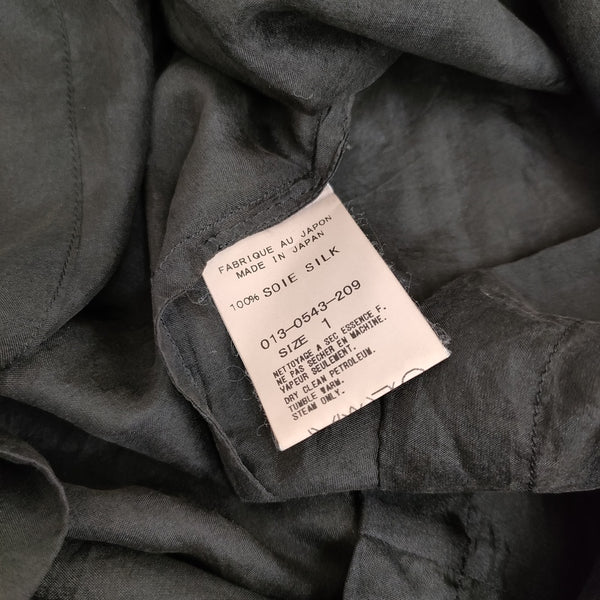 FABRIQUE AU JAPON
MADE IN JAPAN
100% SOIE SILK
013-0543-209
SIZE 1
NETTOYAGE A SEC ESSENCE F.
NE PAS SECHER EN MACHINE.
VAPEUR SEULEMENT.
DRY CLEAN PETROLEUM.
TUMBLE WARM.
STEAM ONLY.